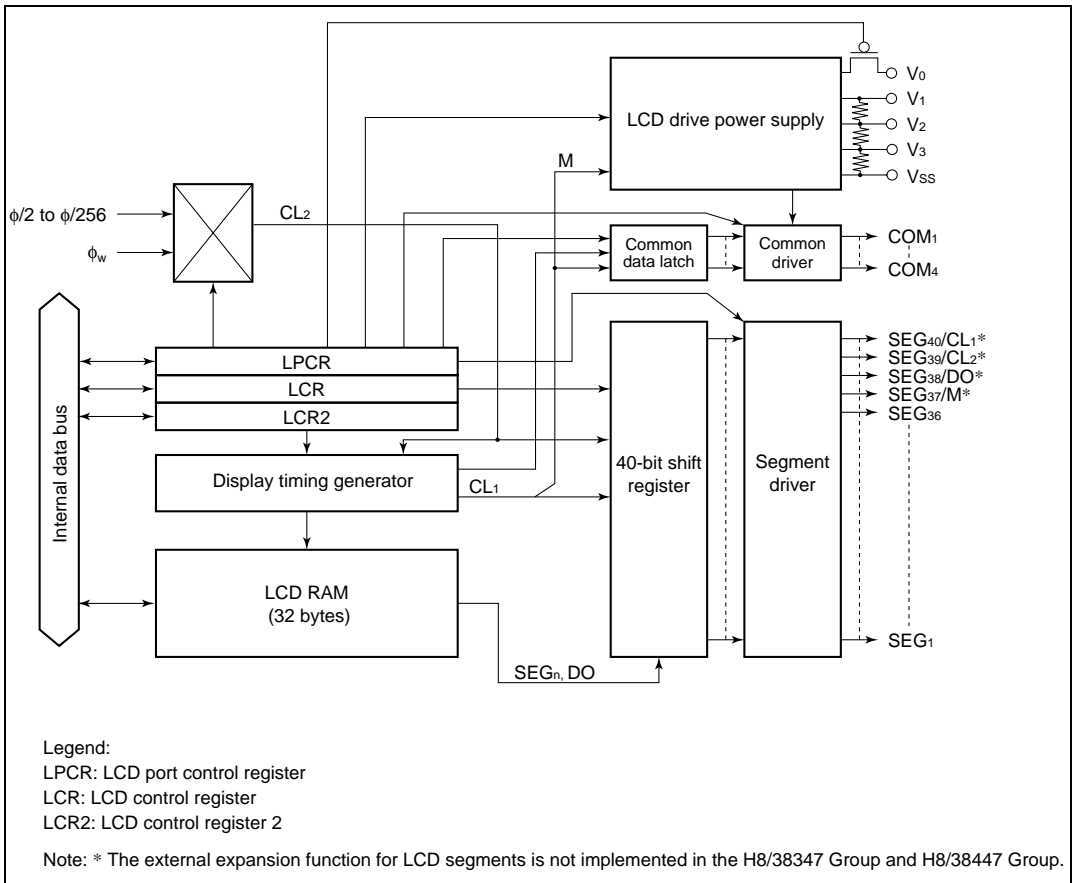 V0
V1
LCD drive power supply
V2
V3
M
VSS
ϕ/2 to ϕ/256
CL2
ϕw
Common data latch
Common driver
COM1
COM4
Internal data bus
LPCR
LCR
LCR2
Display timing generator
CL1
LCD RAM
(32 bytes)
SEGn, DO
40-bit shift register
Segment driver
SEG40/CL1*
SEG39/CL2*
SEG38/DO*
SEG37/M*
SEG36
SEG1
Legend:
LPCR: LCD port control register
LCR: LCD control register
LCR2: LCD control register 2
Note: * The external expansion function for LCD segments is not implemented in the H8/38347 Group and H8/38447 Group.